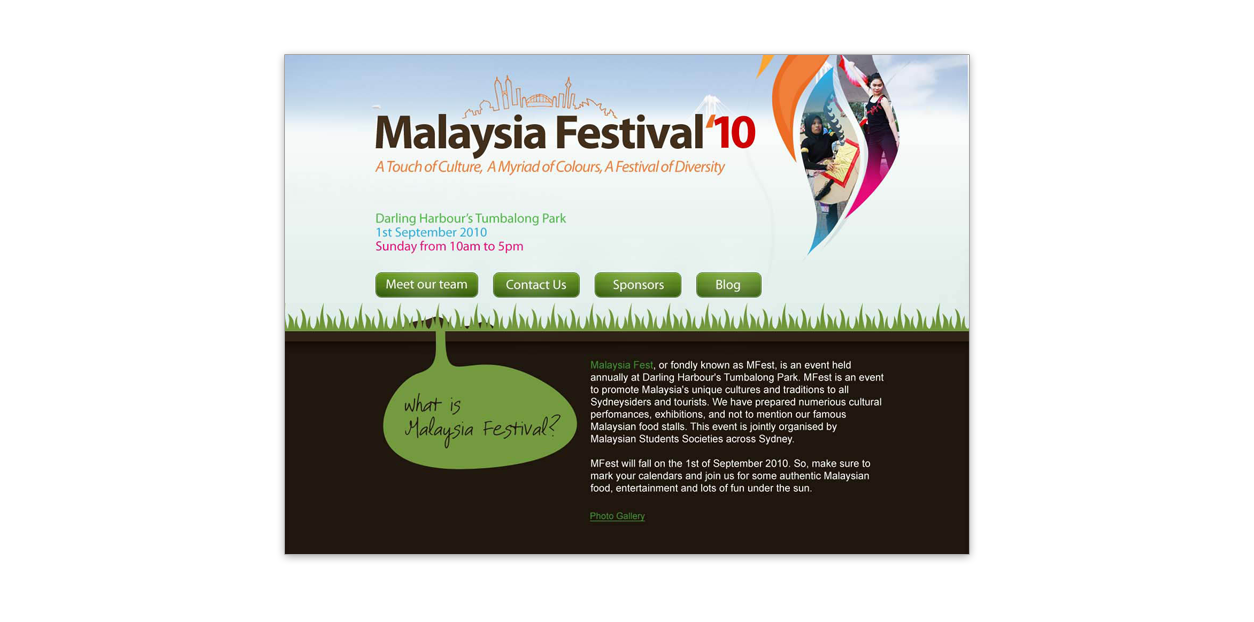 Malaysia Festival '10
A Touch of Culture, A Myriad of Colours, A Festival of Diversity
Darling Harbour's Tumbalong Park
1st September 2010
Sunday from 10am to 5pm
Meet our team
Contact Us
Sponsors
Blog
what is
Malaysia Festival?
Malaysia Fest, or fondly known as MFest, is an event held
annually at Darling Harbour's Tumbalong Park. MFest is an event
to promote Malaysia's unique cultures and traditions to all
Sydneysiders and tourists. We have prepared numerious cultural
perfomances, exhibitions, and not to mention our famous
Malaysian food stalls. This event is jointly organised by
Malaysian Students Societies across Sydney.
MFest will fall on the 1st of September 2010. So, make sure to
mark your calendars and join us for some authentic Malaysian
food, entertainment and lots of fun under the sun.
Photo Gallery